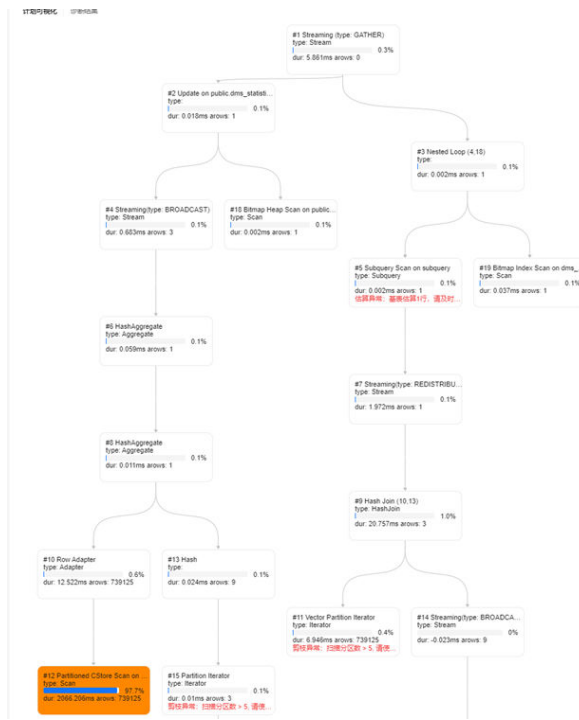 计划可视化 诊断结果
#1 Streaming (type: GATHER)
type: Stream
0.3%
dur: 5.861ms arows: 0
#2 Update on public.dms_statisti...
type:
0.1%
dur: 0.018ms arows: 1
#3 Nested Loop (4,18)
type:
0.1%
dur: 0.002ms arows: 1
#4 Streaming(type: BROADCAST)
type: Stream
0.1%
dur: 0.683ms arows: 3
#18 Bitmap Heap Scan on public...
type: Scan
0.1%
dur: 0.002ms arows: 1
#5 Subquery Scan on subquery
type: Subquery
0.1%
dur: 0.002ms arows: 1
估算异常：基表估算1行，请及时...
#19 Bitmap Index Scan on dms_
type: Scan
0.1%
dur: 0.037ms arows: 1
#6 HashAggregate
type: Aggregate
0.1%
dur: 0.059ms arows: 1
#7 Streaming(type: REDISTRIBU...
type: Stream
0.1%
dur: 1.972ms arows: 1
#8 HashAggregate
type: Aggregate
0.1%
dur: 0.011ms arows: 1
#9 Hash Join (10,13)
type: HashJoin
1.0%
dur: 20.757ms arows: 3
#10 Row Adapter
type: Adapter
0.6%
dur: 12.522ms arows: 739125
#13 Hash
type:
0.1%
dur: 0.024ms arows: 9
#11 Vector Partition Iterator
type: Iterator
0.4%
dur: 6.946ms arows: 739125
剪枝异常：扫描分区数 > 5, 请使...
#14 Streaming(type: BROADCA...
type: Stream
0%
dur: -0.023ms arows: 9
#12 Partitioned CStore Scan on ...
type: Scan
97.7%
dur: 2066.206ms arows: 739125
#15 Partition Iterator
type: Iterator
0.1%
dur: 0.01ms arows: 3
剪枝异常：扫描分区数 > 5, 请使...